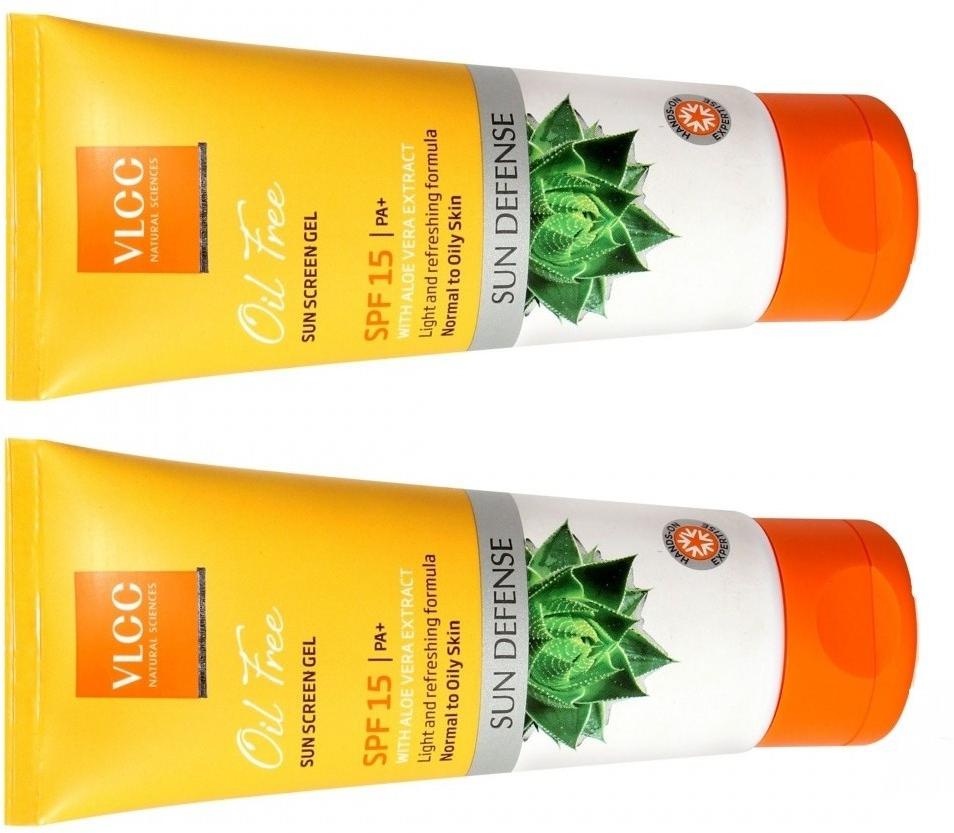 VLCC
NATURAL SCIENCES
Oil Free
SUN SCREEN GEL
SPF 15 | PA+
WITH ALOE VERA EXTRACT
Light and refreshing formula
Normal to Oily Skin
SUN DEFENSE
HANDS-ON
EXPERTISE
VLCC
NATURAL SCIENCES
Oil Free
SUN SCREEN GEL
SPF 15 | PA+
WITH ALOE VERA EXTRACT
Light and refreshing formula
Normal to Oily Skin
SUN DEFENSE
HANDS-ON
EXPERTISE